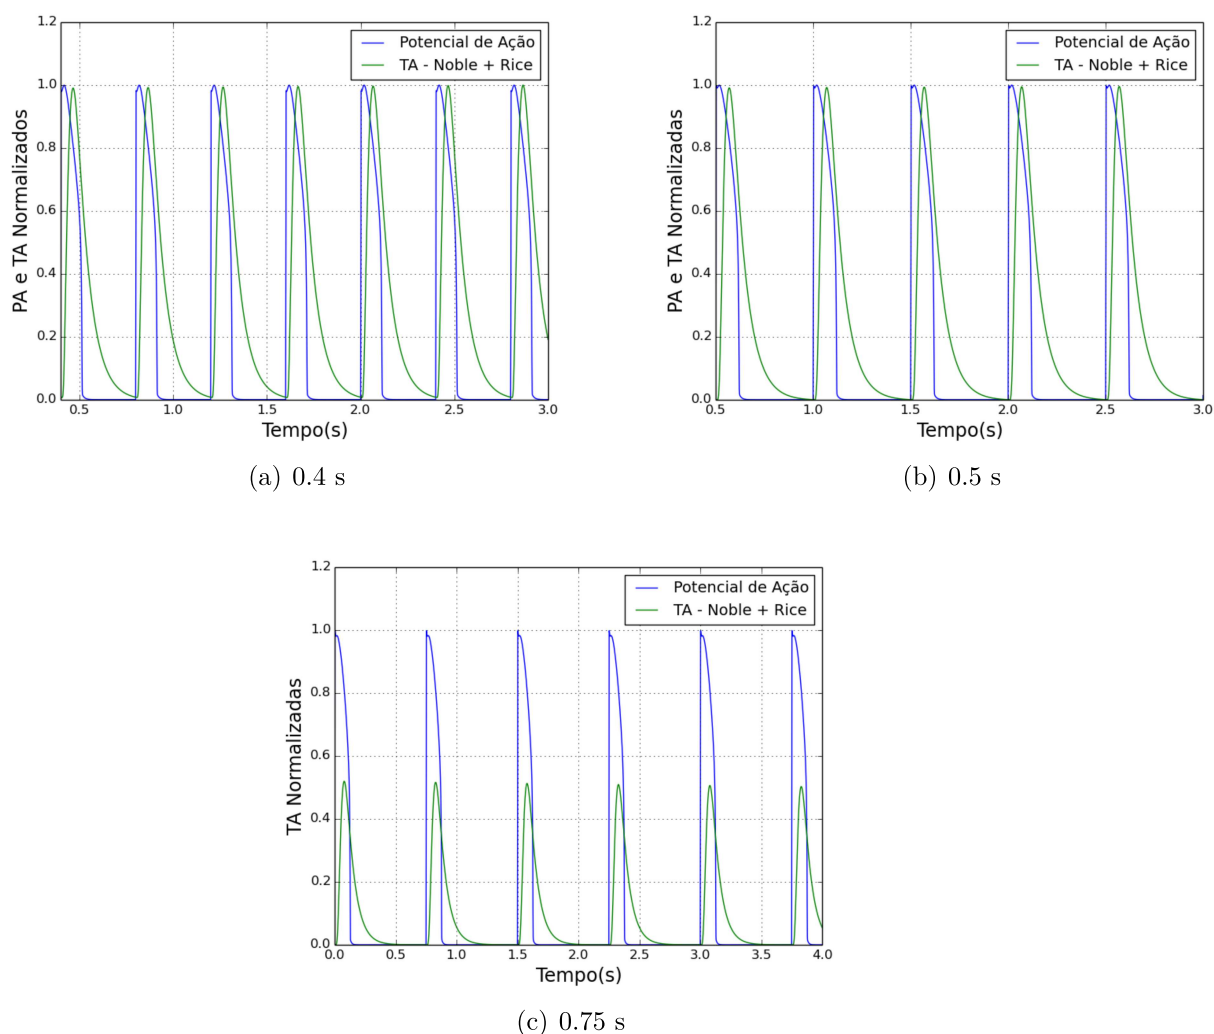 1.2
Potencial de Ação
TA - Noble + Rice
1.0
0.8
0.6
0.4
0.2
0.0
PA e TA Normalizados
0.5 1.0 1.5 2.0 2.5 3.0
Tempo(s)
(a) 0.4 s
1.2
Potencial de Ação
TA - Noble + Rice
1.0
0.8
0.6
0.4
0.2
0.0
PA e TA Normalizadas
0.5 1.0 1.5 2.0 2.5 3.0
Tempo(s)
(b) 0.5 s
1.2
Potencial de Ação
TA - Noble + Rice
1.0
0.8
0.6
0.4
0.2
0.0
TA Normalizadas
0.0 0.5 1.0 1.5 2.0 2.5 3.0 3.5 4.0
Tempo(s)
(c) 0.75 s